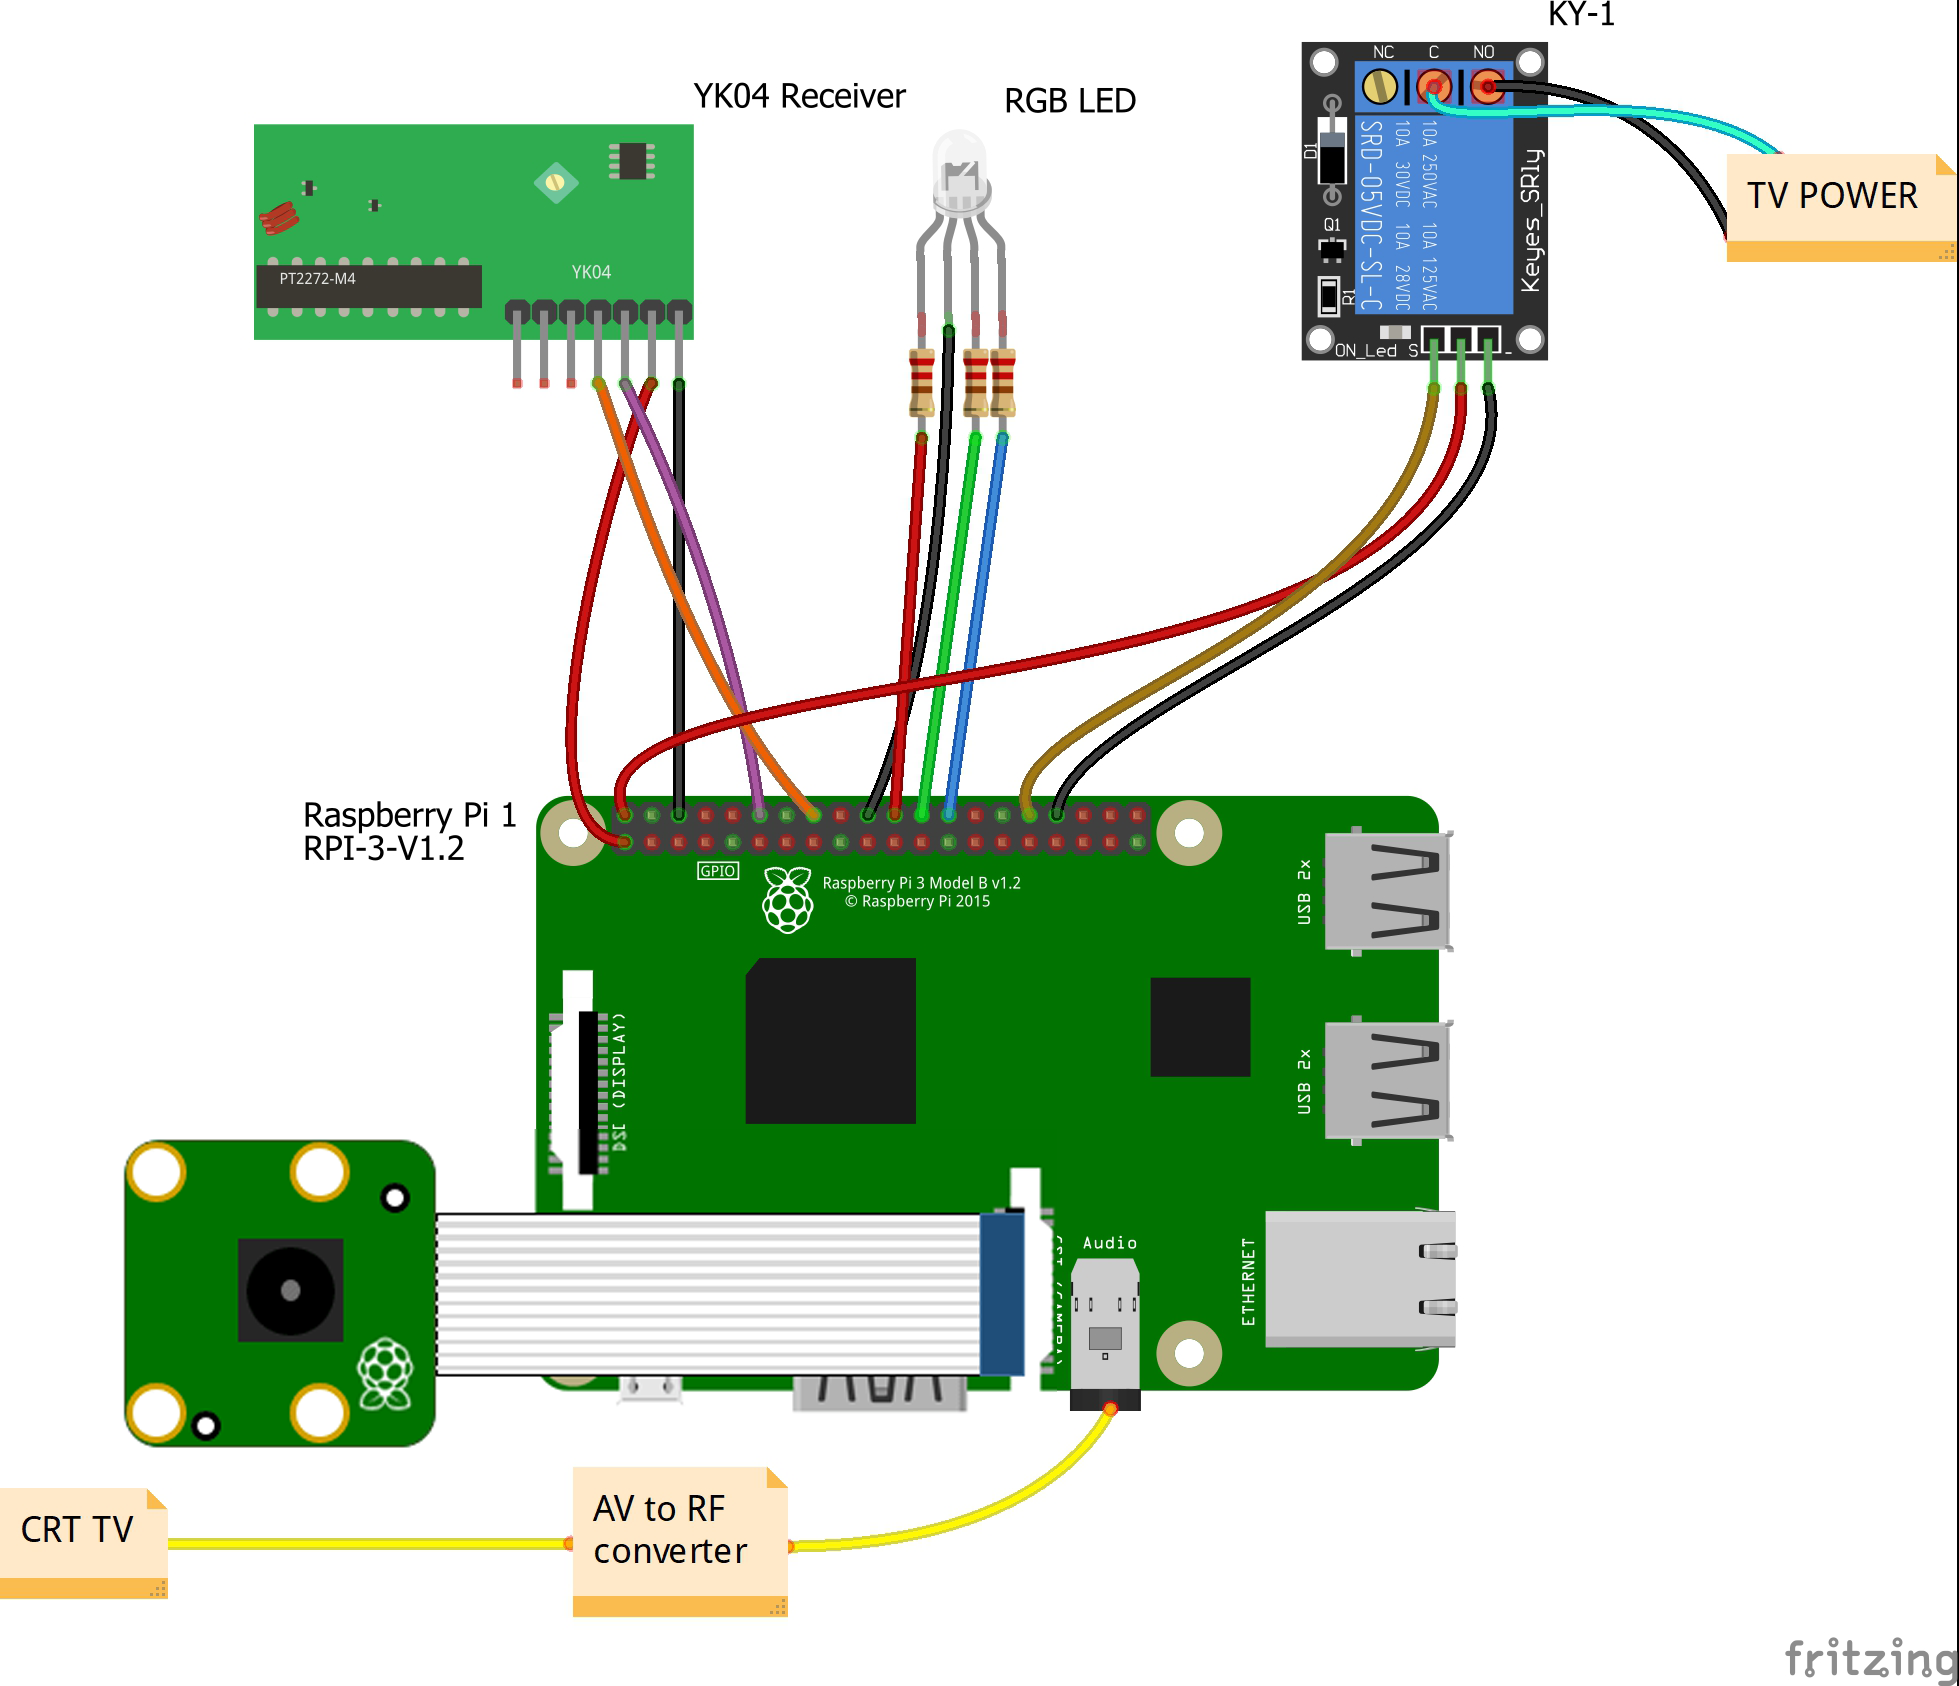 KY-1
YK04 Receiver
RGB LED
NC C NO
D1
Q1
R1
SRD-05VDC-SL-C
10A 30VDC 10A 28VDC
10A 250VAC 10A 125VAC
Keyes_SRly
ON_Led S -
TV POWER
PT2272-M4
YK04
Raspberry Pi 1
RPI-3-V1.2
GPIO
Raspberry Pi 3 Model B v1.2
© Raspberry Pi 2015
USB 2x
USB 2x
DSI (DISPLAY)
Audio
ETHERNET
CRT TV
AV to RF
converter
fritzing